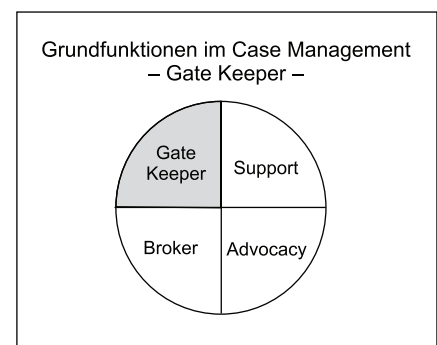 Grundfunktionen im Case Management
– Gate Keeper –
Gate
Keeper
Support
Broker
Advocacy